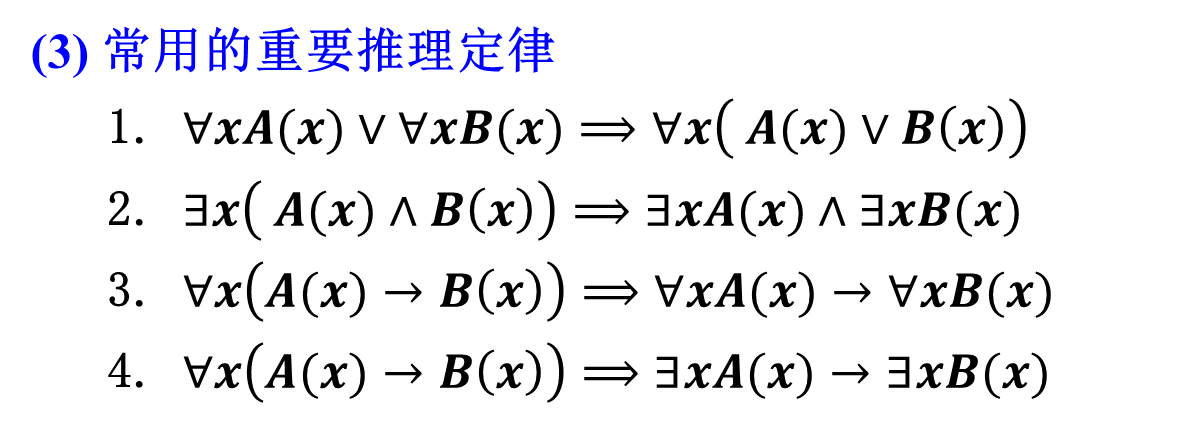 (3) 常用的重要推理定律
1. ∀xA(x) ∨ ∀xB(x) ⟹ ∀x( A(x) ∨ B(x))
2. ∃x( A(x) ∧ B(x)) ⟹ ∃xA(x) ∧ ∃xB(x)
3. ∀x(A(x) → B(x)) ⟹ ∀xA(x) → ∀xB(x)
4. ∀x(A(x) → B(x)) ⟹ ∃xA(x) → ∃xB(x)